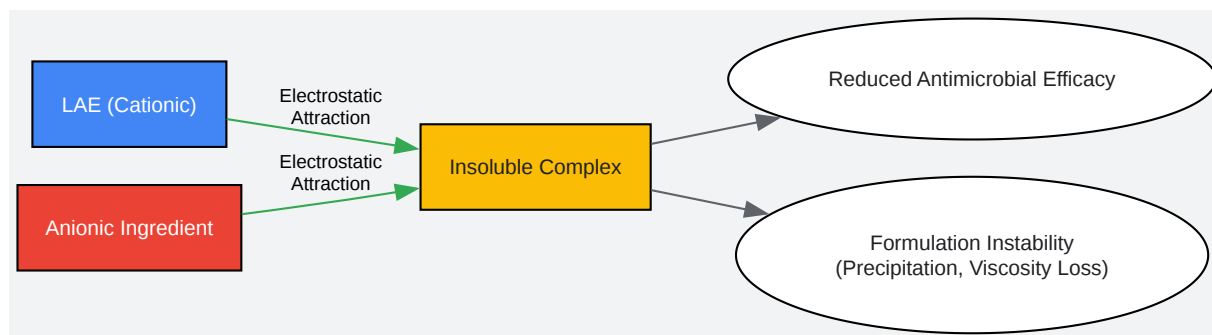 LAE (Cationic)
Electrostatic
Attraction
Electrostatic
Attraction
Anionic Ingredient
Insoluble Complex
Reduced Antimicrobial Efficacy
Formulation Instability
(Precipitation, Viscosity Loss)